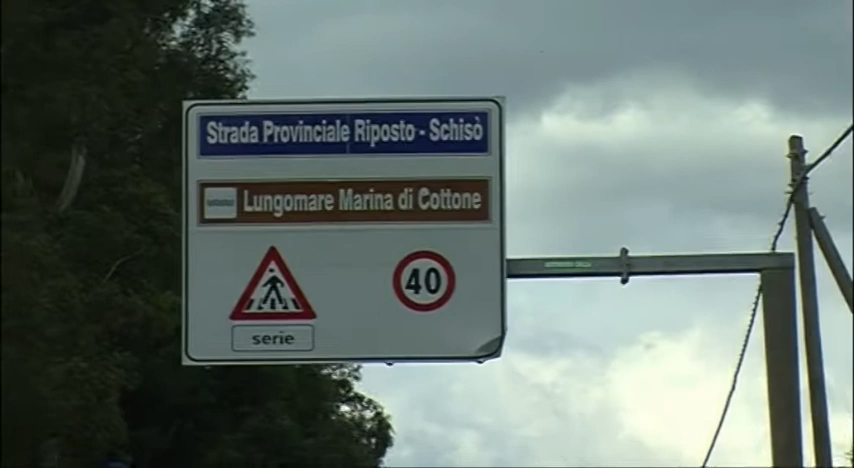 Strada Provinciale Riposto - Schisò
Lungomare Marina di Cottone
40
serie